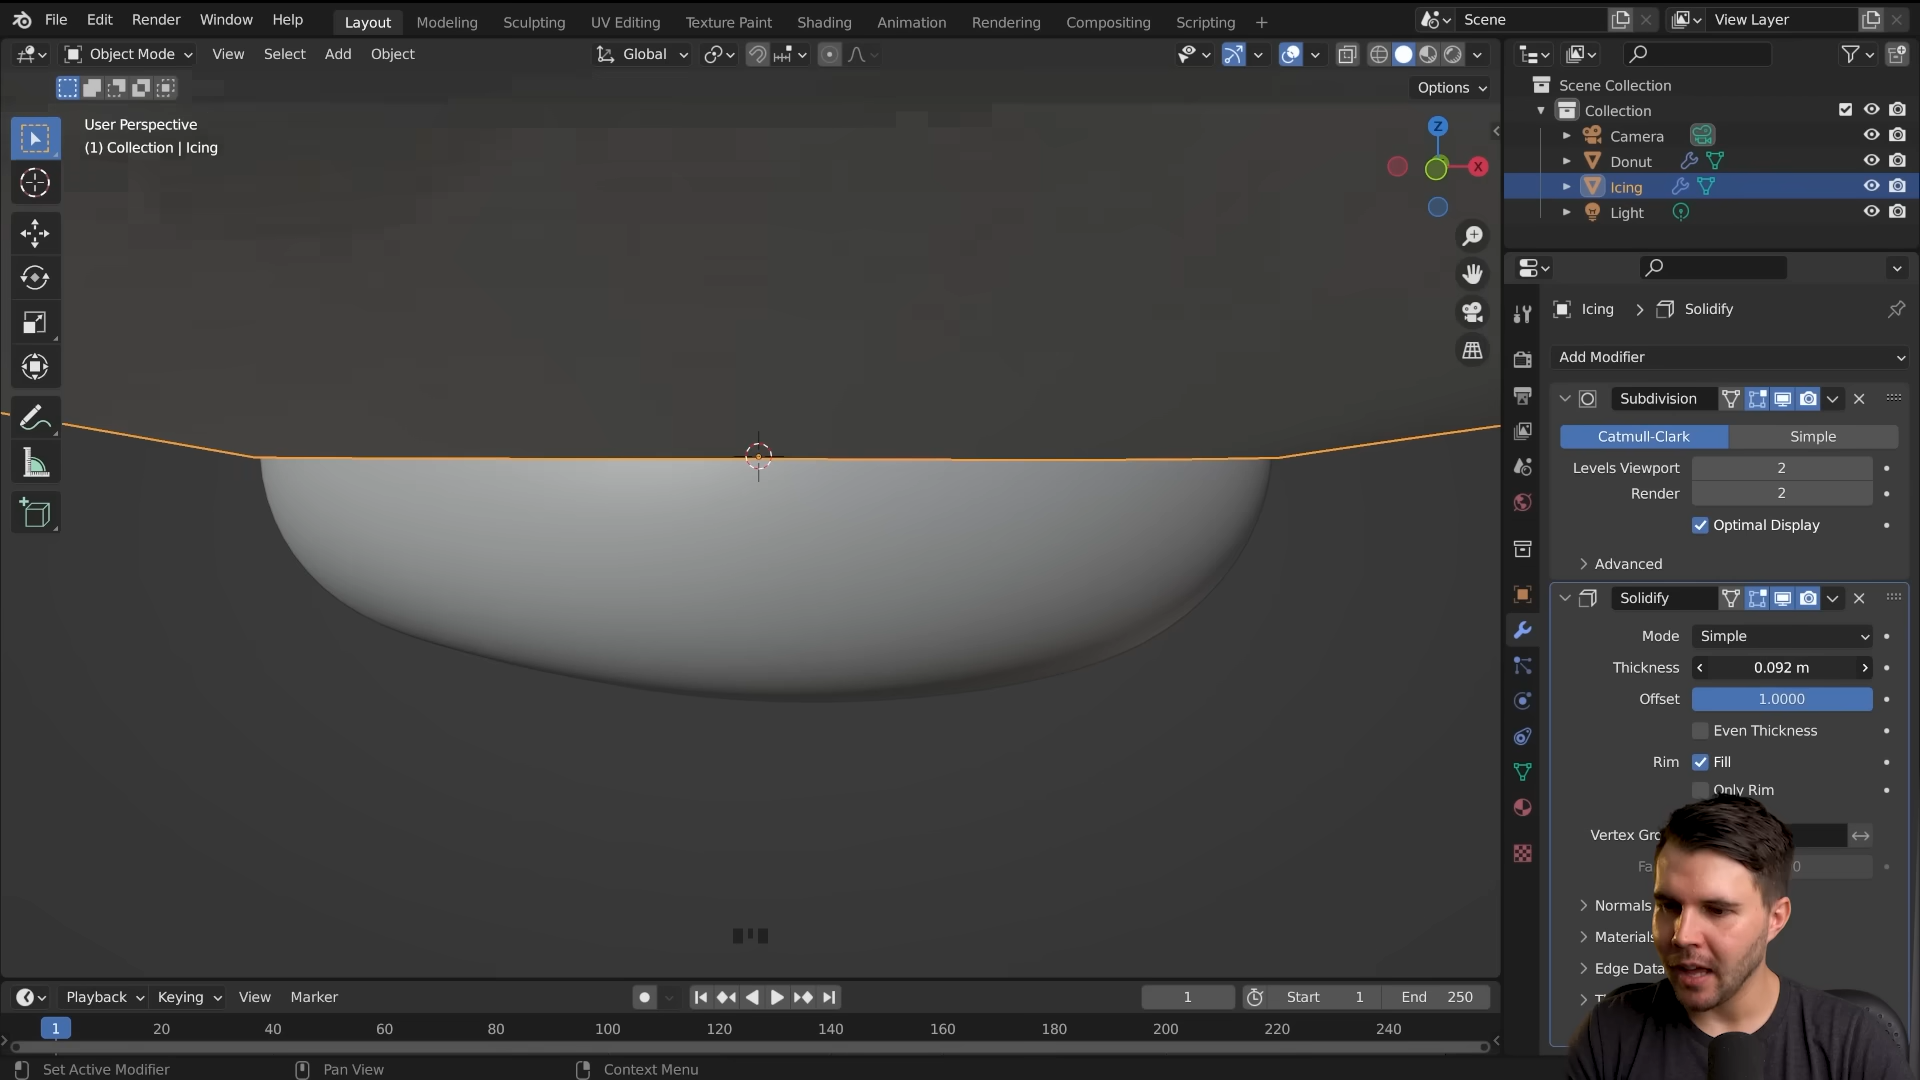 File Edit Render Window Help Layout Modeling Sculpting UV Editing Texture Paint Shading Animation Rendering Compositing Scripting + Scene View Layer
Object Mode View Select Add Object Global
Options
User Perspective
(1) Collection | Icing
Z
X
Scene Collection
Collection
Camera
Donut
Icing
Light
Icing > Solidify
Add Modifier
Subdivision
Catmull-Clark Simple
Levels Viewport 2
Render 2
Optimal Display
Advanced
Solidify
Mode Simple
Thickness 0.092 m
Offset 1.0000
Even Thickness
Rim Fill
Only Rim
Vertex Gro
Fa 0
Normals
Materials
Edge Data
Playback Keying View Marker 1 Start 1 End 250
1 20 40 60 80 100 120 140 160 180 200 220 240
Set Active Modifier Pan View Context Menu